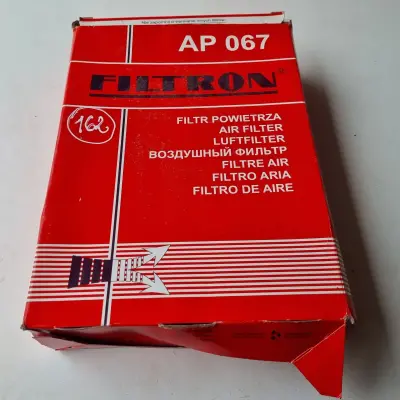 AP 067
FILTRON®
162
FILTR POWIETRZA
AIR FILTER
LUFTFILTER
ВОЗДУШНЫЙ ФИЛЬТР
FILTRE AIR
FILTRO ARIA
FILTRO DE AIRE